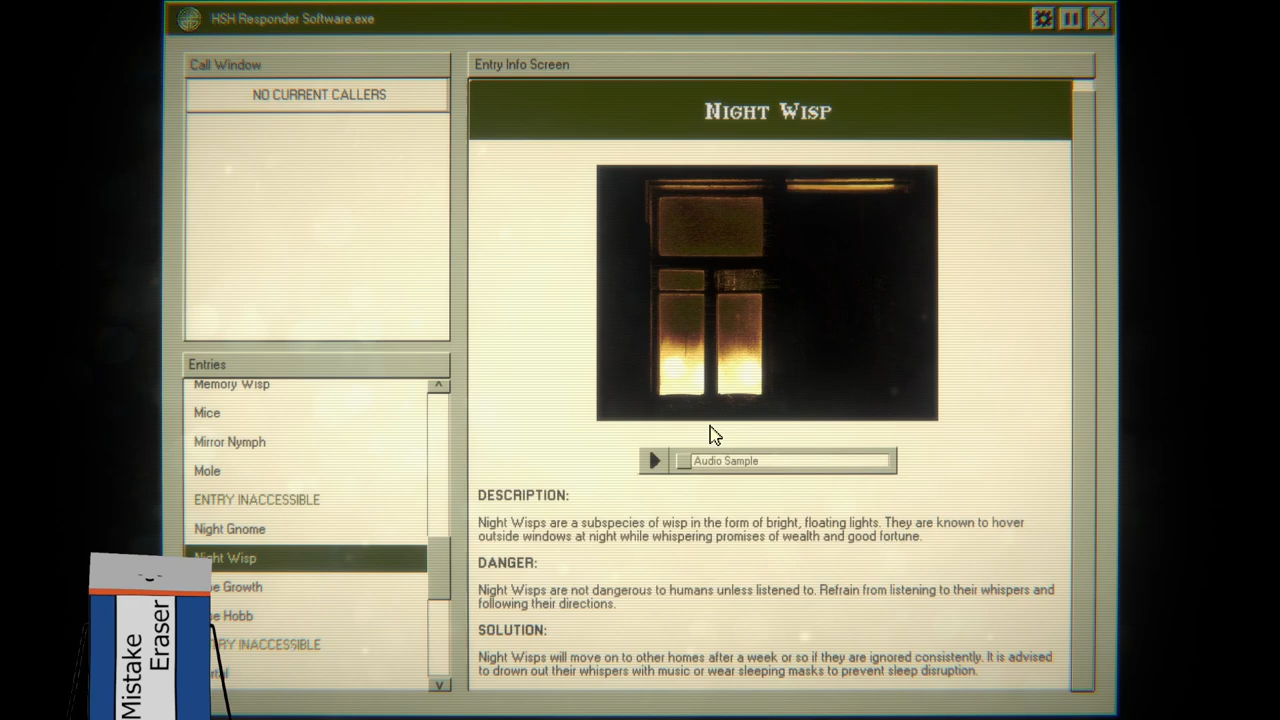 HSH Responder Software.exe
Call Window
NO CURRENT CALLERS
Entries
Memory Wisp
Mice
Mirror Nymph
Mole
ENTRY INACCESSIBLE
Night Gnome
Night Wisp
Growth
Hobb
INACCESSIBLE
Mistake
Eraser
Entry Info Screen
Night Wisp
Audio Sample
DESCRIPTION:
Night Wisps are a subspecies of wisp in the form of bright, floating lights. They are known to hover
outside windows at night while whispering promises of wealth and good fortune.
DANGER:
Night Wisps are not dangerous to humans unless listened to. Refrain from listening to their whispers and
following their directions.
SOLUTION:
Night Wisps will move on to other homes after a week or so if they are ignored consistently. It is advised
to drown out their whispers with music or wear sleeping masks to prevent sleep disruption.